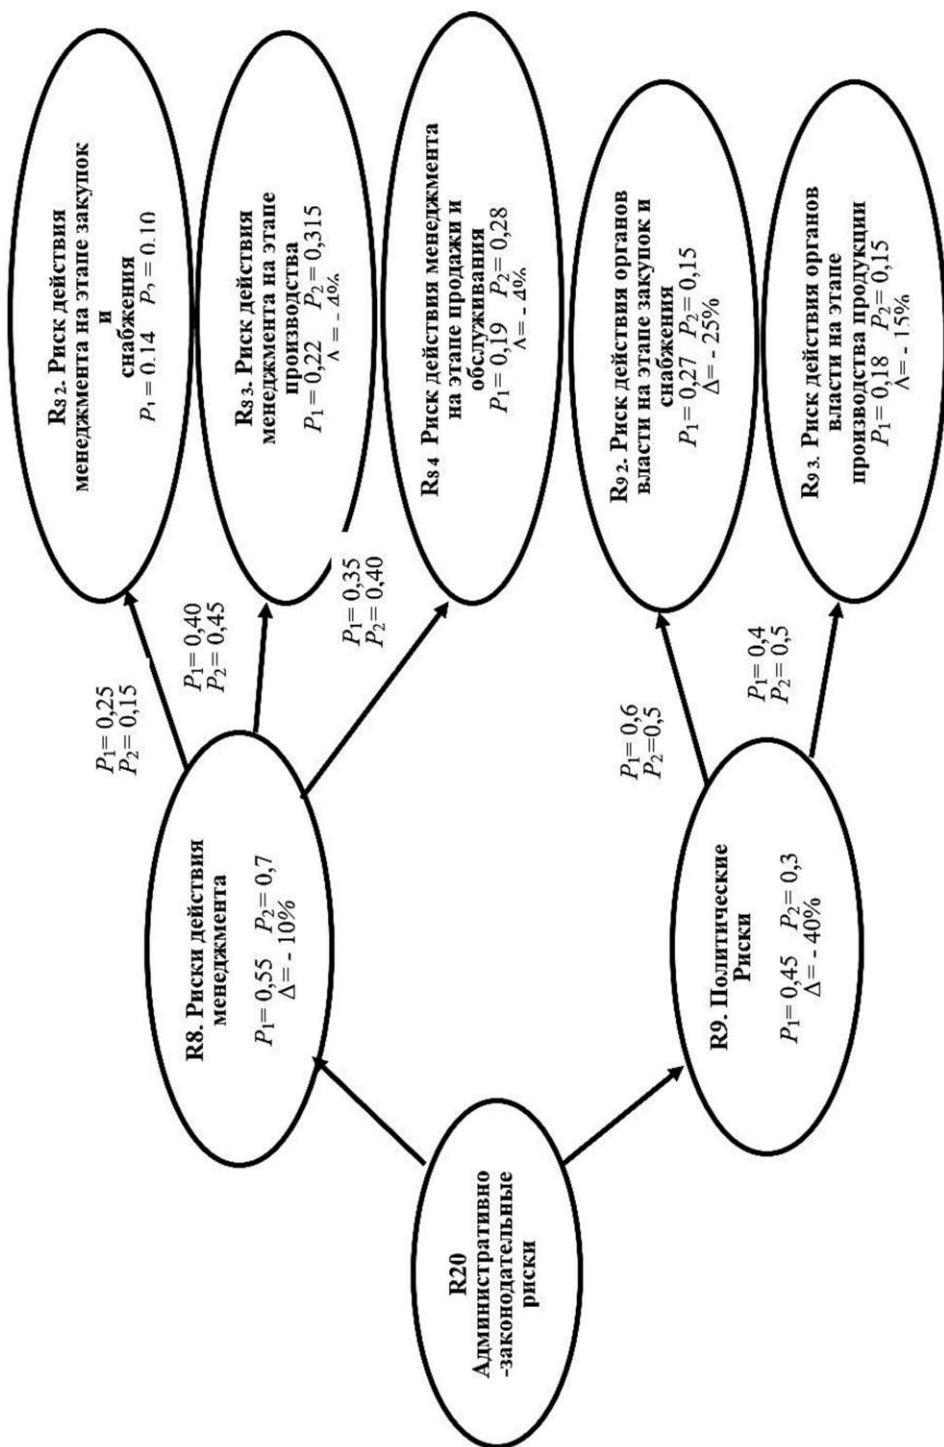 R20
Административно
-законодательные
риски
R8. Риски действия
менеджмента
P₁= 0,55 P₂= 0,7
Δ= - 10%
R9. Политические
Риски
P₁= 0,45 P₂= 0,3
Δ= - 40%
P₁= 0,25
P₂= 0,15
P₁= 0,40
P₂= 0,45
P₁= 0,35
P₂= 0,40
P₁= 0,6
P₂=0,5
P₁= 0,4
P₂= 0,5
R8 2. Риск действия
менеджмента на этапе закупок
и
снабжения
P₁ = 0.14 P₂ = 0.10
R8 3. Риск действия
менеджмента на этапе
производства
P₁= 0,22 P₂= 0,315
Δ = - 4%
R8 4 Риск действия менеджмента
на этапе продажи и
обслуживания
P₁= 0,19 P₂= 0,28
Δ= - 4%
R9 2. Риск действия органов
власти на этапе закупок и
снабжения
P₁= 0,27 P₂= 0,15
Δ= - 25%
R9 3. Риск действия органов
власти на этапе
производства продукции
P₁= 0,18 P₂= 0,15
Δ= - 15%